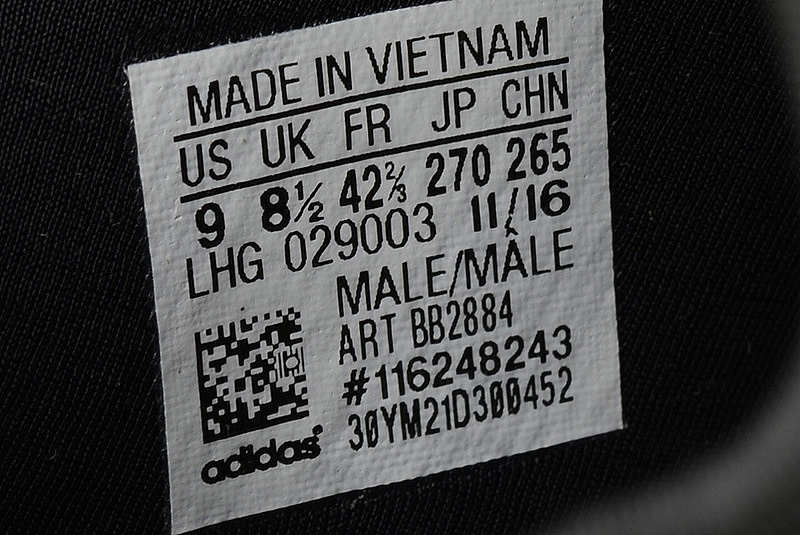 MADE IN VIETNAM
US UK FR JP CHN
9 8½ 42⅔ 270 265
LHG 029003 11/16
MALE/MÂLE
ART BB2884
#116248243
30YM21D300452
adidas®